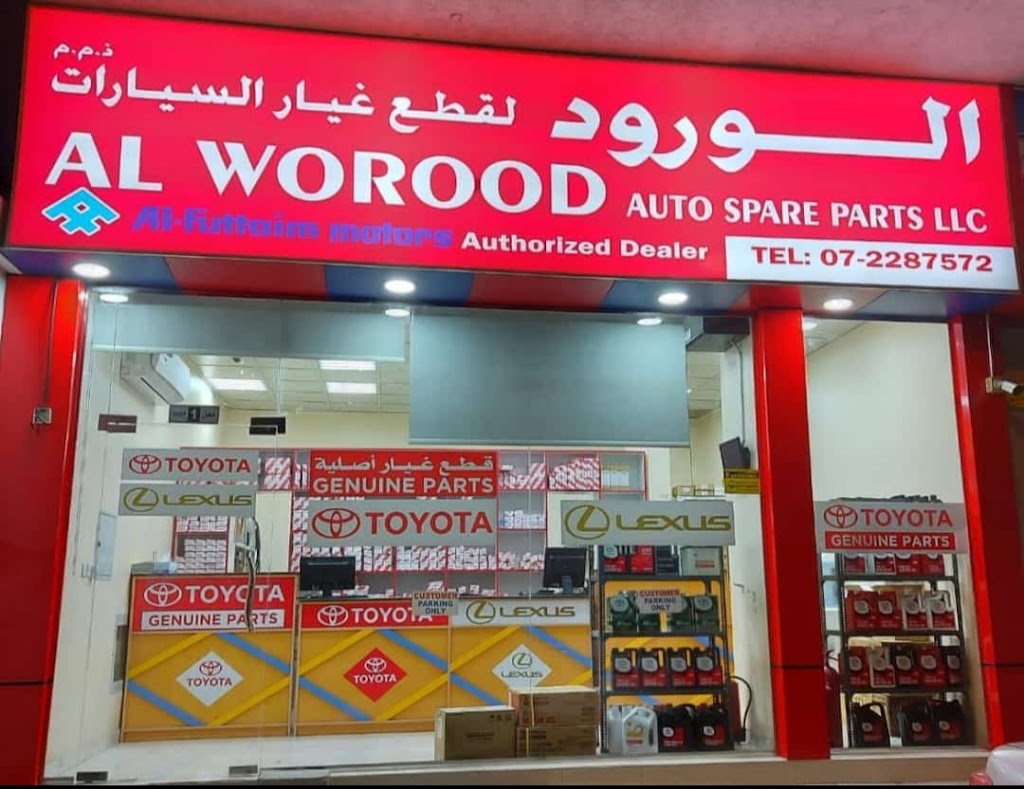 ذ.م.م
الورود لقطع غيار السيارات
AL WOROOD AUTO SPARE PARTS LLC
Al-Futtaim motors Authorized Dealer
TEL: 07-2287572
TOYOTA
LEXUS
قطع غيار أصلية
GENUINE PARTS
TOYOTA
LEXUS
TOYOTA
GENUINE PARTS
TOYOTA
GENUINE PARTS
TOYOTA
LEXUS
CUSTOMER
PARKING
ONLY
CUSTOMER
PARKING
ONLY
TOYOTA
TOYOTA
LEXUS